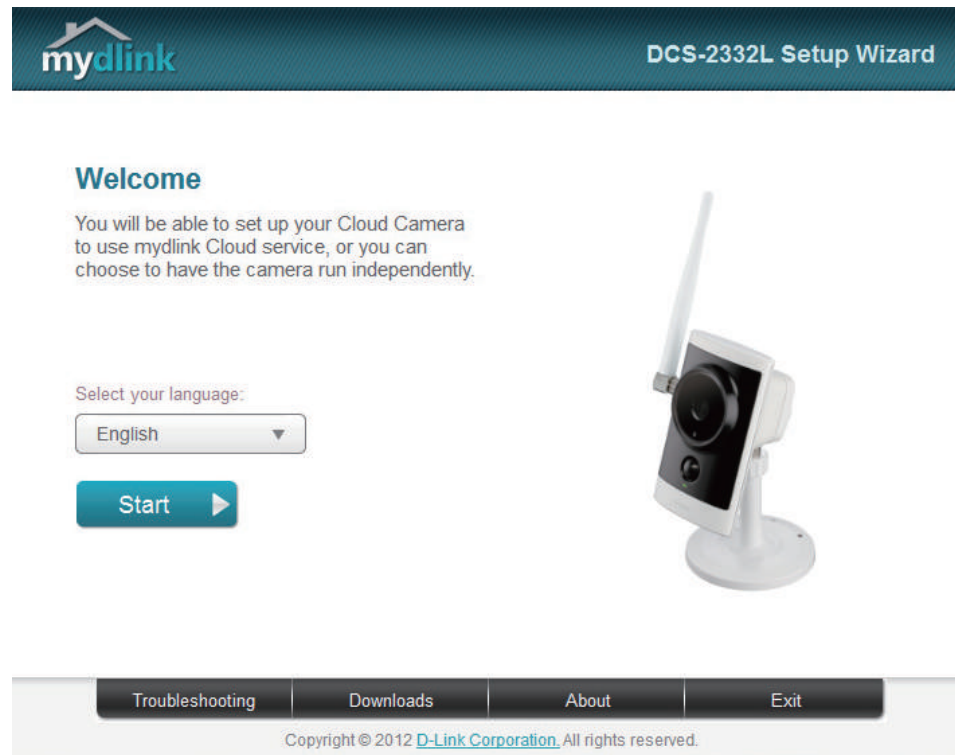 mydlink
DCS-2332L Setup Wizard
Welcome
You will be able to set up your Cloud Camera
to use mydlink Cloud service, or you can
choose to have the camera run independently.
Select your language:
English
Start
Troubleshooting
Downloads
About
Exit
Copyright © 2012 D-Link Corporation. All rights reserved.